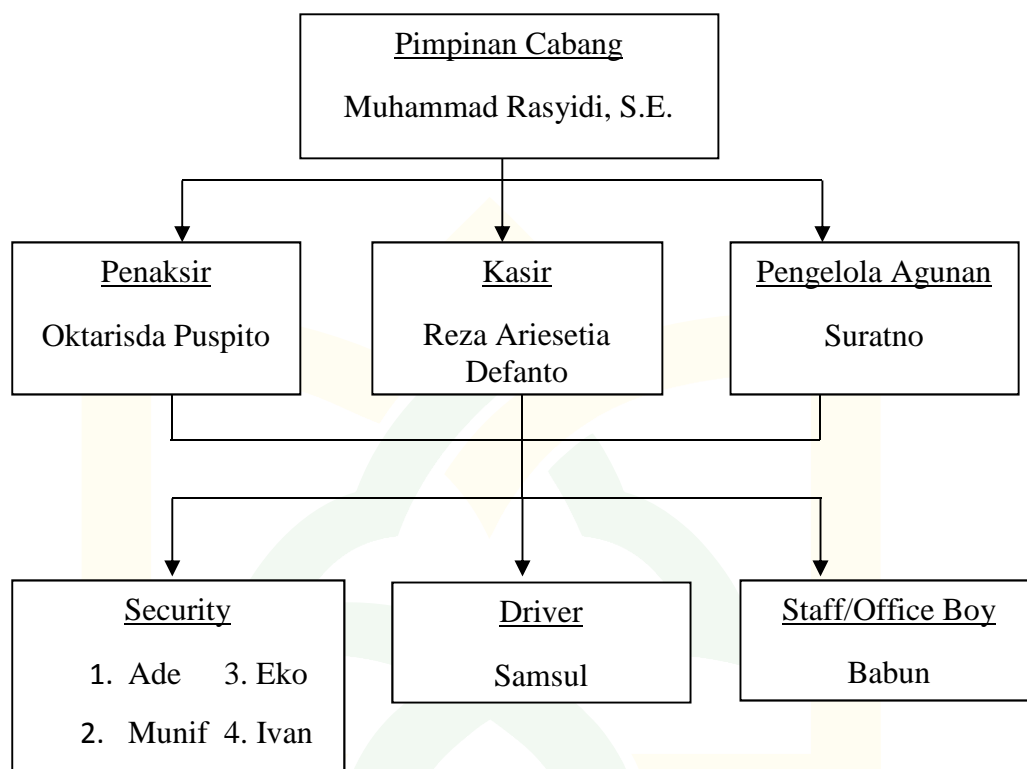 Pimpinan Cabang
Muhammad Rasyidi, S.E.
Penaksir
Oktarisda Puspito
Kasir
Reza Ariesetia
Defanto
Pengelola Agunan
Suratno
Security
1. Ade 3. Eko
2. Munif 4. Ivan
Driver
Samsul
Staff/Office Boy
Babun